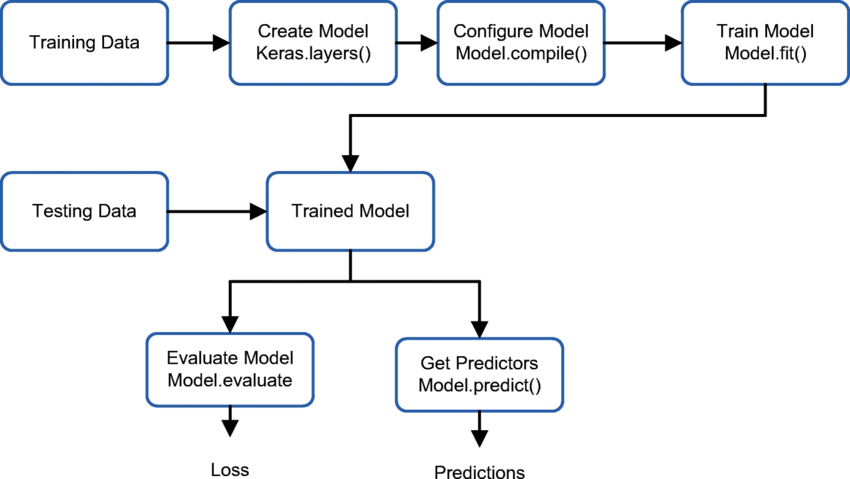 Training Data
Create Model
Keras.layers()
Configure Model
Model.compile()
Train Model
Model.fit()
Testing Data
Trained Model
Evaluate Model
Model.evaluate
Get Predictors
Model.predict()
Loss
Predictions